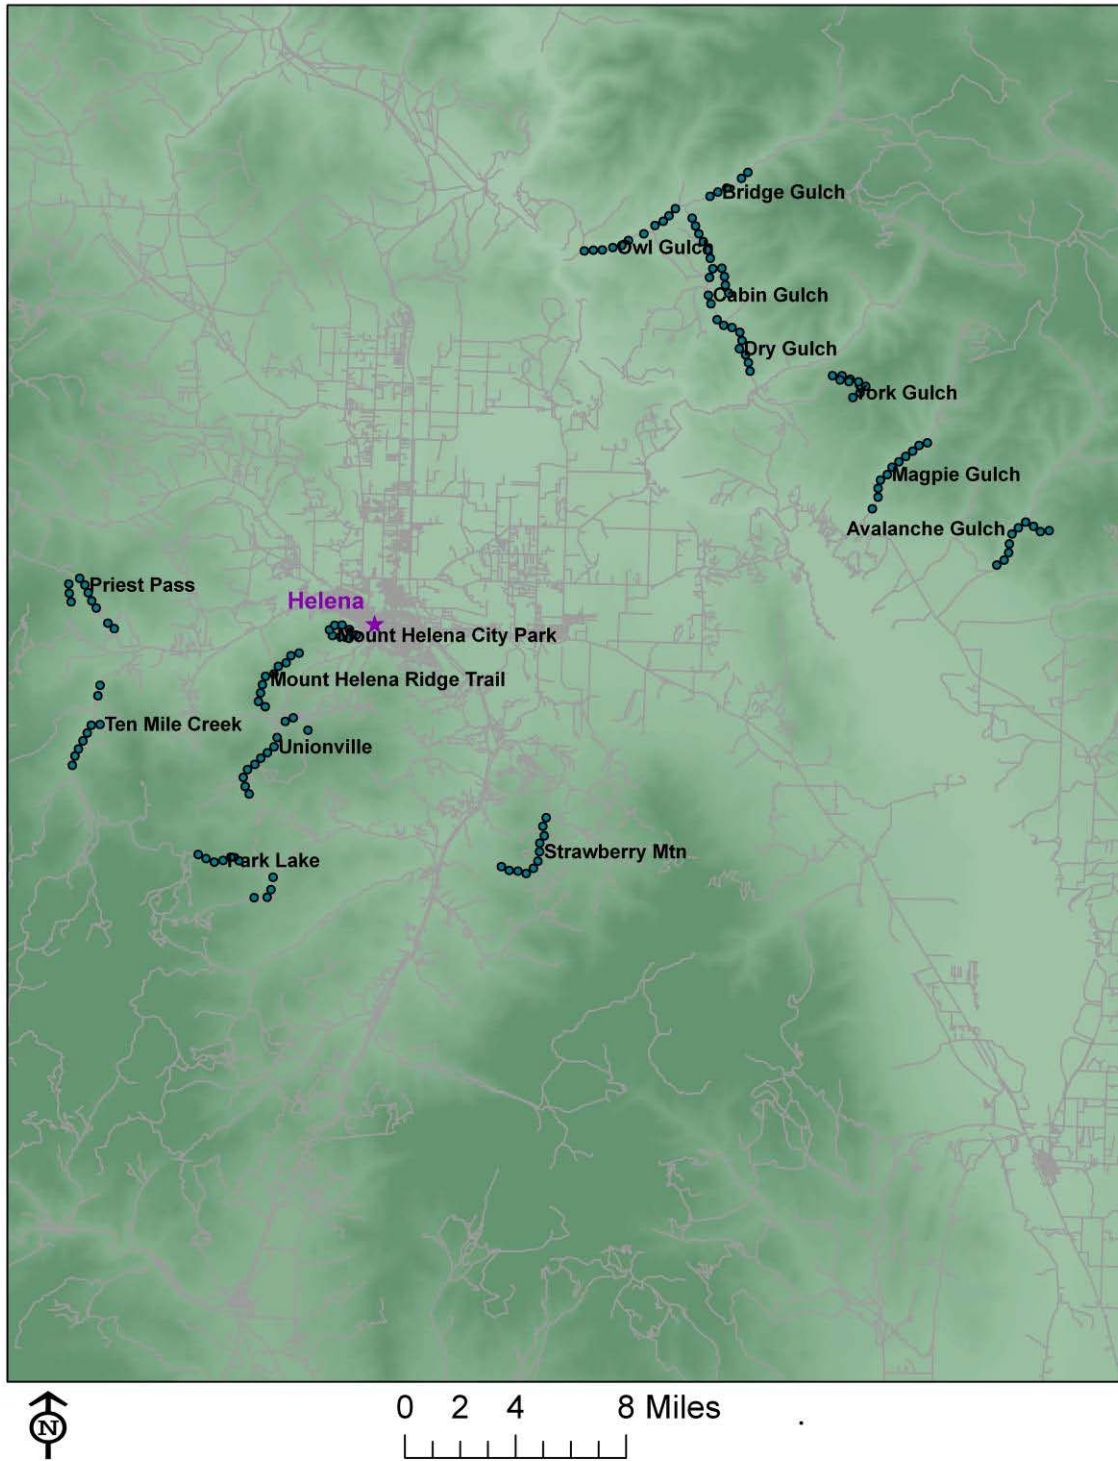 Bridge Gulch
Owl Gulch
Cabin Gulch
Dry Gulch
York Gulch
Magpie Gulch
Avalanche Gulch
Priest Pass
Helena
Mount Helena City Park
Mount Helena Ridge Trail
Ten Mile Creek
Unionville
Strawberry Mtn
Park Lake
N
0 2 4 8 Miles